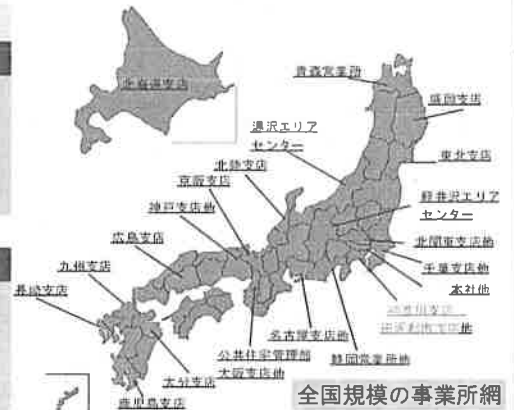 北海道支店
青森営業所
盛岡支店
湯沢エリア
センター
東北支店
北陸支店
京阪支店
神戸支店他
軽井沢エリア
センター
広島支店
北関東支店他
九州支店
千葉支店他
長崎支店
本社他
神奈川支店
他
名古屋支店他
静岡営業所他
公共住宅管理部
大阪支店他
大分支店
鹿児島支店
全国規模の事業所網